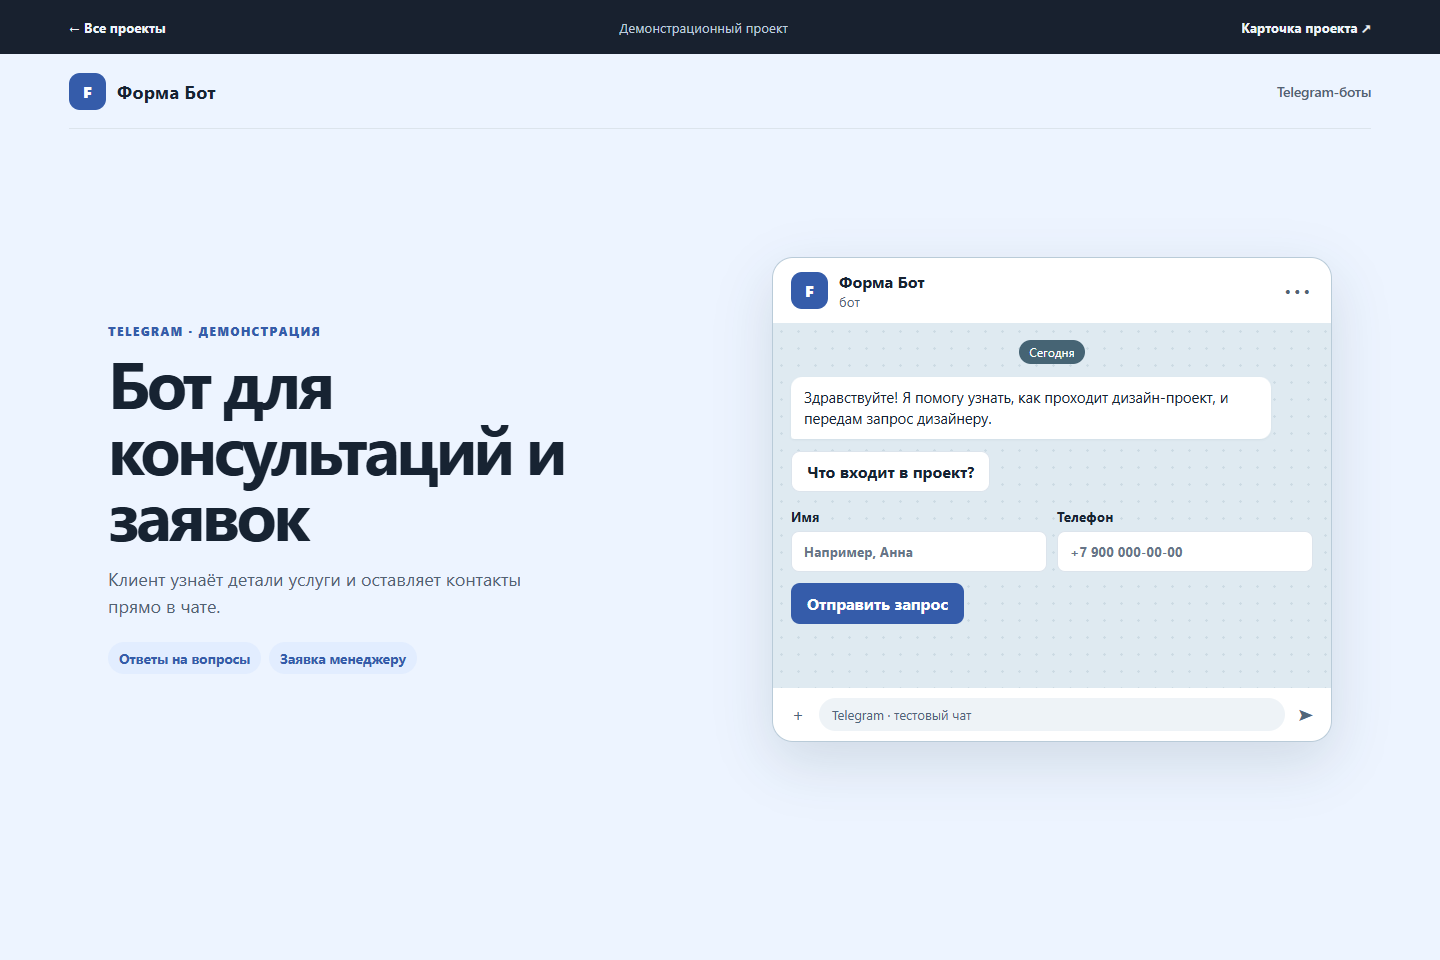 ← Все проекты
Демонстрационный проект
Карточка проекта ↗
F
Форма Бот
Telegram-боты
TELEGRAM · ДЕМОНСТРАЦИЯ
Бот для
консультаций и
заявок
Клиент узнаёт детали услуги и оставляет контакты
прямо в чате.
Ответы на вопросы
Заявка менеджеру
F
Форма Бот
бот
Сегодня
Здравствуйте! Я помогу узнать, как проходит дизайн-проект, и
передам запрос дизайнеру.
Что входит в проект?
Имя
Телефон
Например, Анна
+7 900 000-00-00
Отправить запрос
+
Telegram · тестовый чат
➤